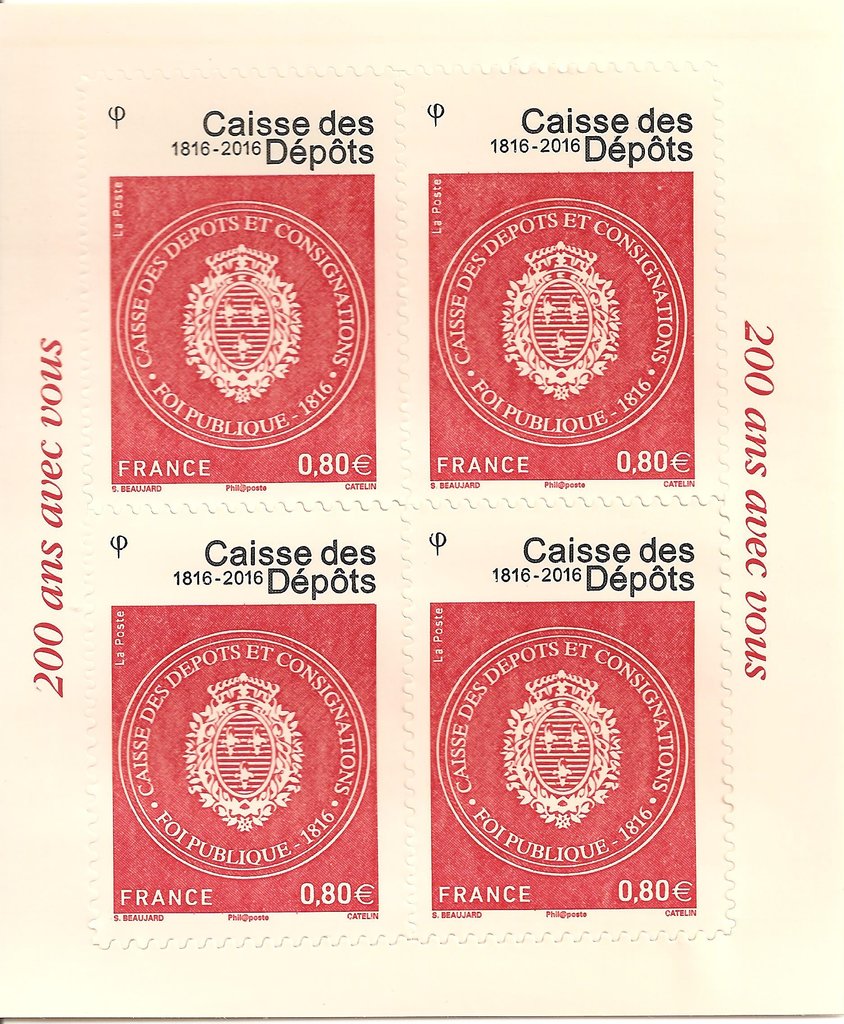 φ
Caisse des
1816-2016 Dépôts
La Poste
CAISSE DES DEPOTS ET CONSIGNATIONS
• FOI PUBLIQUE - 1816 •
FRANCE 0,80€
S. BEAUJARD Phil@poste CATELIN
φ
Caisse des
1816-2016 Dépôts
La Poste
CAISSE DES DEPOTS ET CONSIGNATIONS
• FOI PUBLIQUE - 1816 •
FRANCE 0,80€
S. BEAUJARD Phil@poste CATELIN
200 ans avec vous
200 ans avec vous
φ
Caisse des
1816-2016 Dépôts
La Poste
CAISSE DES DEPOTS ET CONSIGNATIONS
• FOI PUBLIQUE - 1816 •
FRANCE 0,80€
S. BEAUJARD Phil@poste CATELIN
φ
Caisse des
1816-2016 Dépôts
La Poste
CAISSE DES DEPOTS ET CONSIGNATIONS
• FOI PUBLIQUE - 1816 •
FRANCE 0,80€
S. BEAUJARD Phil@poste CATELIN